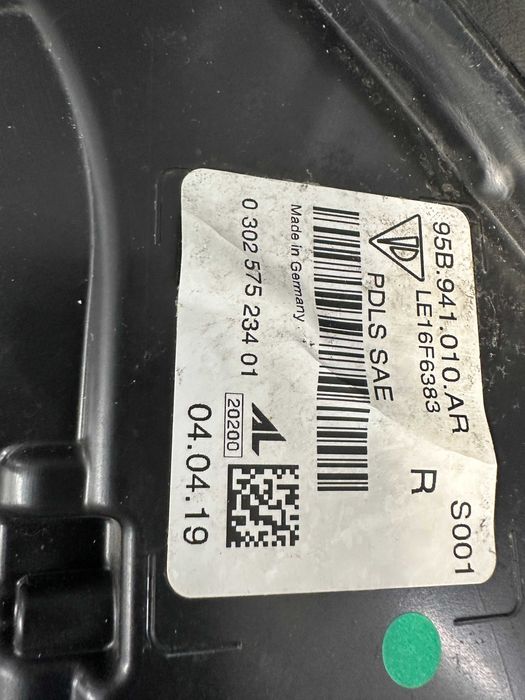 95B.941.010.AR S001
LE16F6383 R
PDLS SAE
Made in Germany
0 302 575 234 01
AL
20200
04.04.19